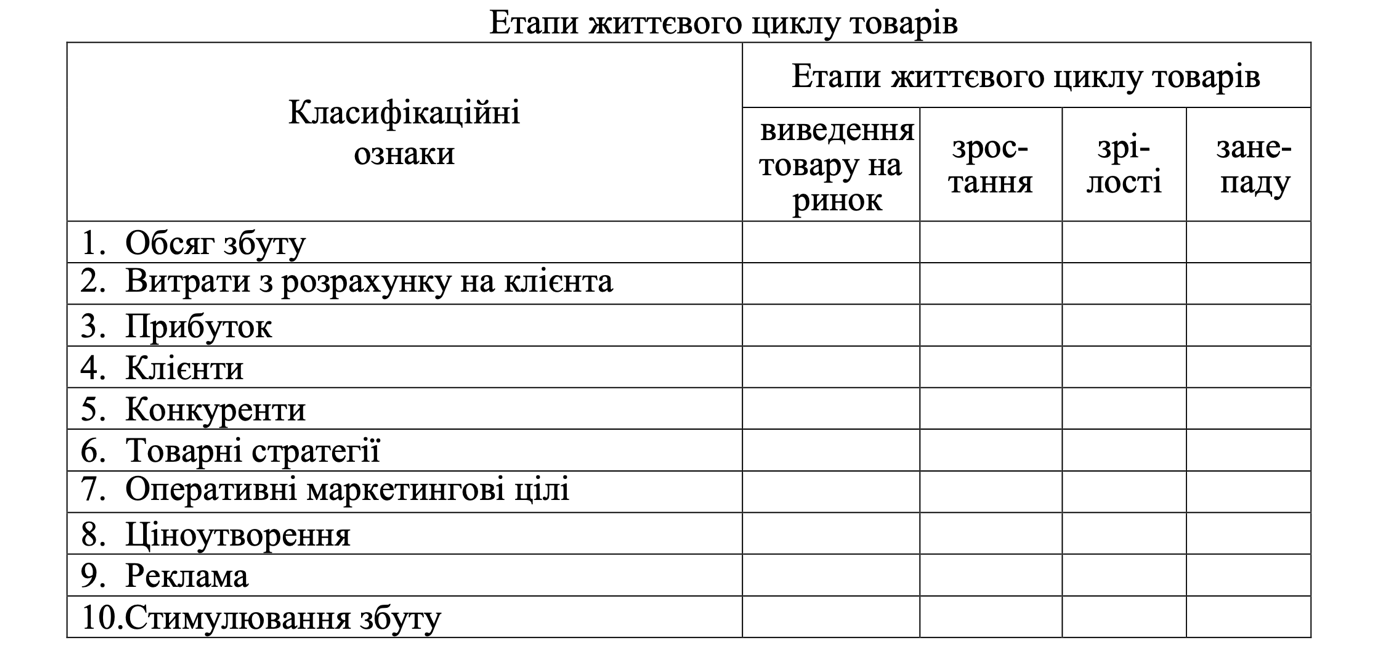 Етапи життєвого циклу товарів
Класифікаційні
ознаки
Етапи життєвого циклу товарів
виведення
товару на
ринок
зрос-
тання
зрі-
лості
зане-
паду
1. Обсяг збуту
2. Витрати з розрахунку на клієнта
3. Прибуток
4. Клієнти
5. Конкуренти
6. Товарні стратегії
7. Оперативні маркетингові цілі
8. Ціноутворення
9. Реклама
10.Стимулювання збуту